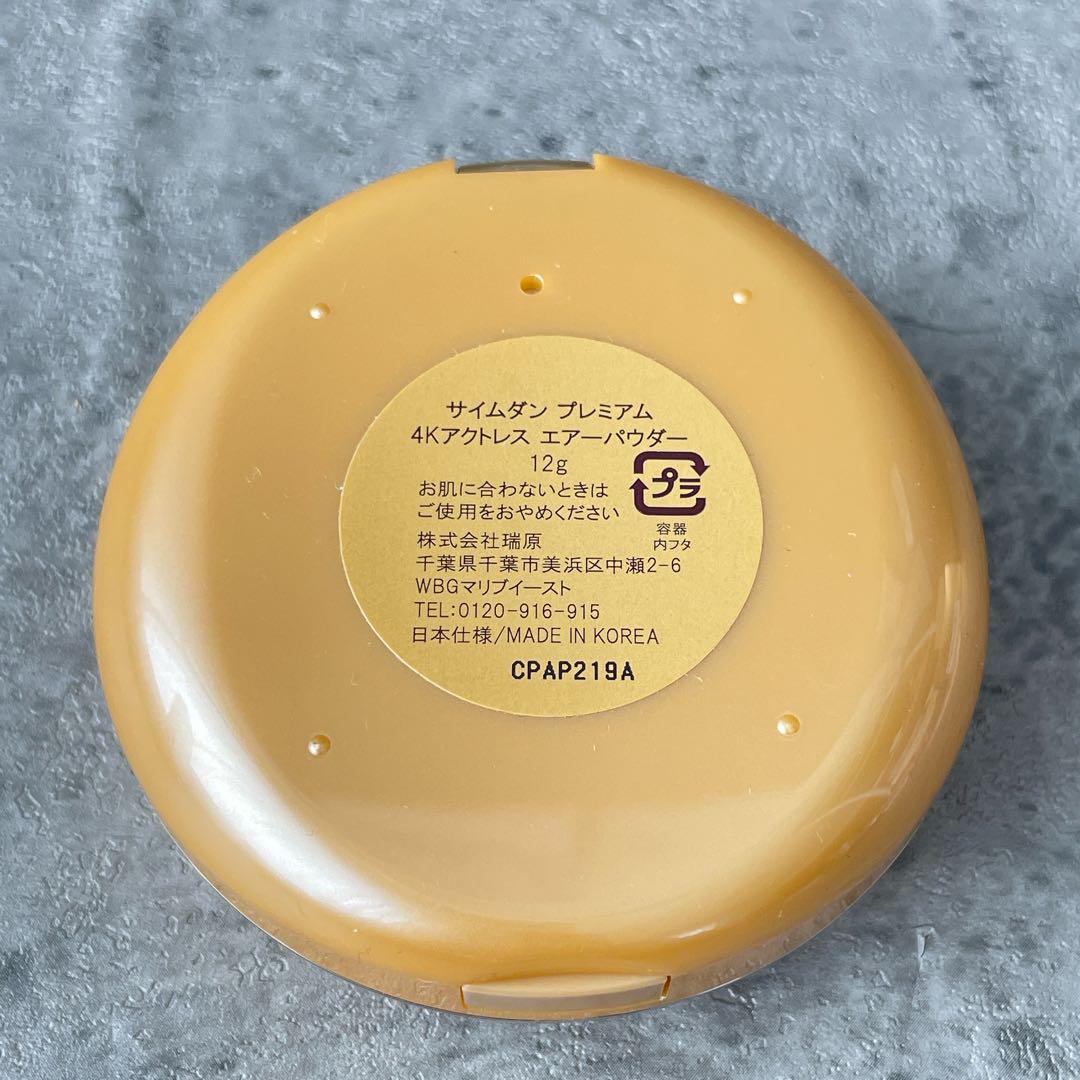 サイムダン プレミアム
4Kアクトレス エアーパウダー
12g
お肌に合わないときは
ご使用をおやめください
プラ
容器
内フタ
株式会社瑞原
千葉県千葉市美浜区中瀬2-6
WBGマリブイースト
TEL:0120-916-915
日本仕様/MADE IN KOREA
CPAP219A